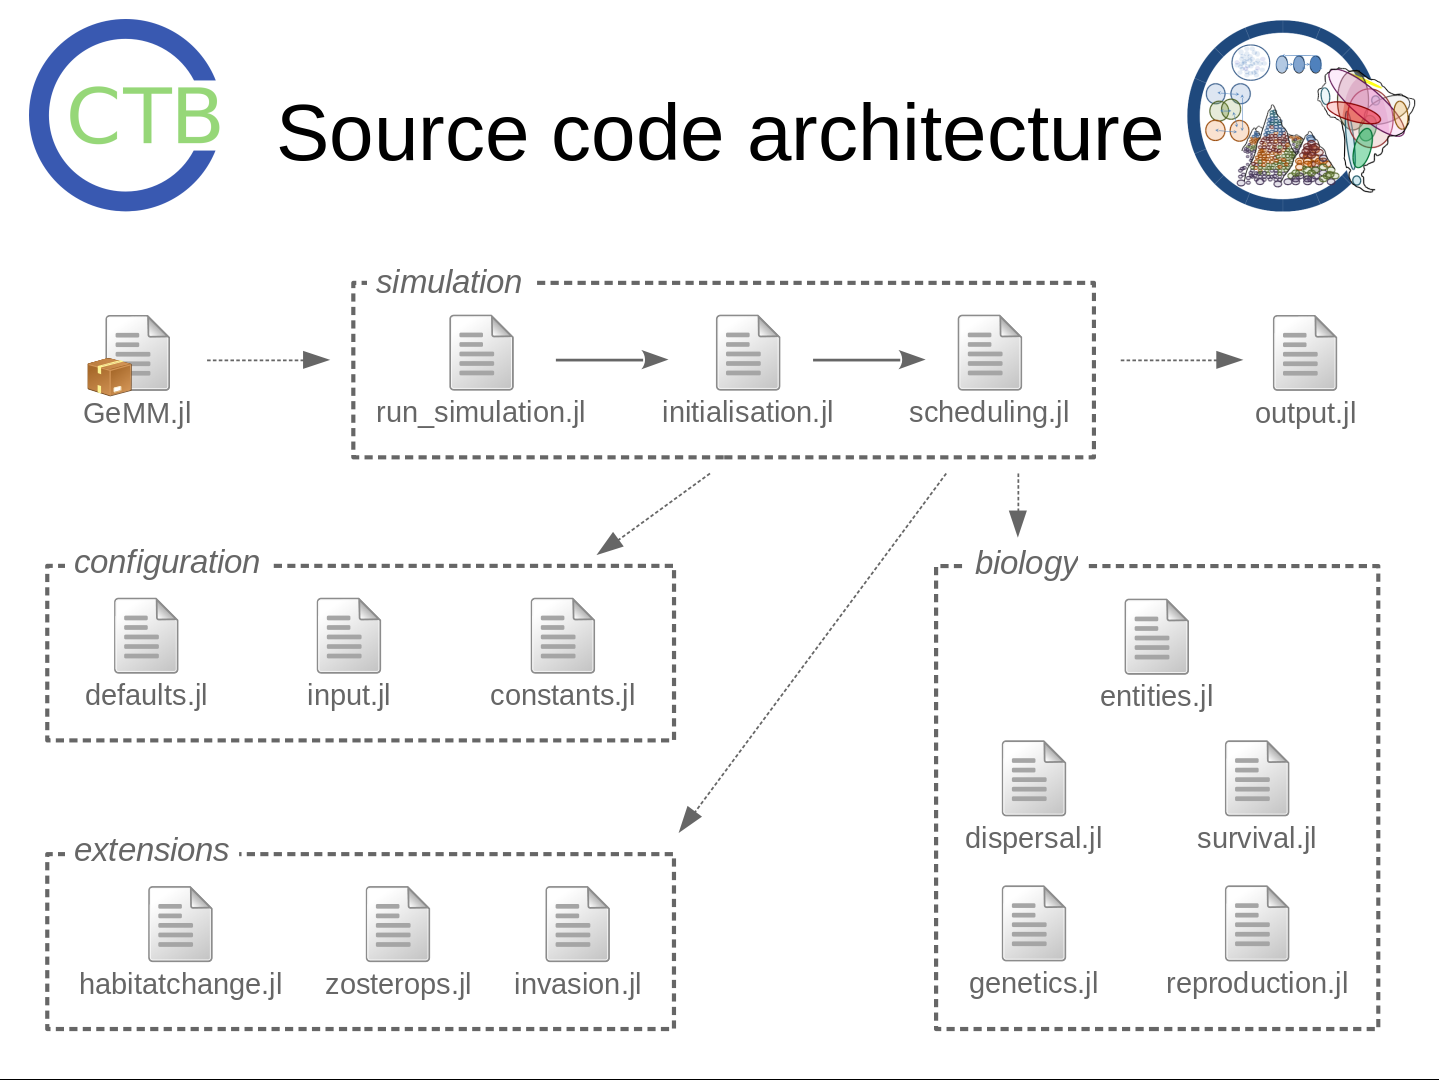 CTB
Source code architecture
simulation
GeMM.jl
run_simulation.jl
initialisation.jl
scheduling.jl
output.jl
configuration
defaults.jl
input.jl
constants.jl
biology
entities.jl
dispersal.jl
survival.jl
genetics.jl
reproduction.jl
extensions
habitatchange.jl
zosterops.jl
invasion.jl